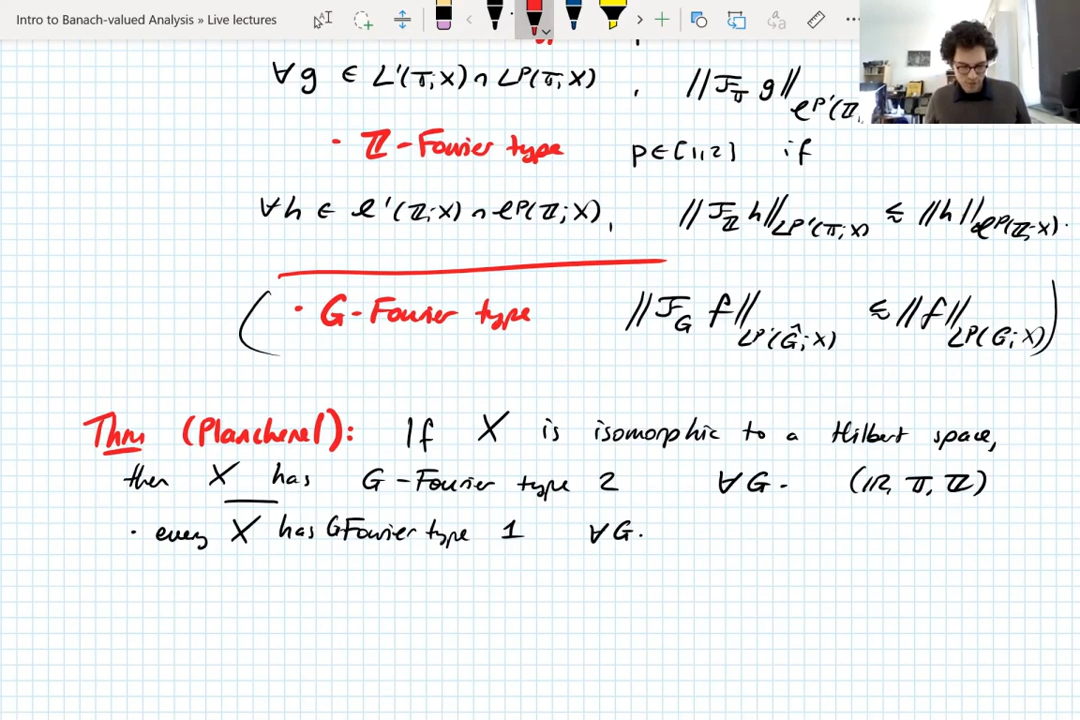 Intro to Banach-valued Analysis » Live lectures
∀g ∈ L'(𝕋;X) ∩ Lᵖ(𝕋;X) , ‖ℱ_𝕋 g‖_ℓᵖ'(ℤ,
· ℤ-Fourier type p∈[1,2] if
∀h ∈ ℓ'(ℤ;X) ∩ ℓᵖ(ℤ;X), ‖ℱ_ℤ h‖_Lᵖ'(𝕋;X) ≲ ‖h‖_ℓᵖ(ℤ;X).
( · G-Fourier type ‖ℱ_G f‖_Lᵖ'(Ĝ;X) ≲ ‖f‖_Lᵖ(G;X) )
Thm (Plancherel): If X is isomorphic to a Hilbert space,
then X has G-Fourier type 2 ∀G. (ℝ, 𝕋, ℤ)
· every X has G Fourier type 1 ∀G.